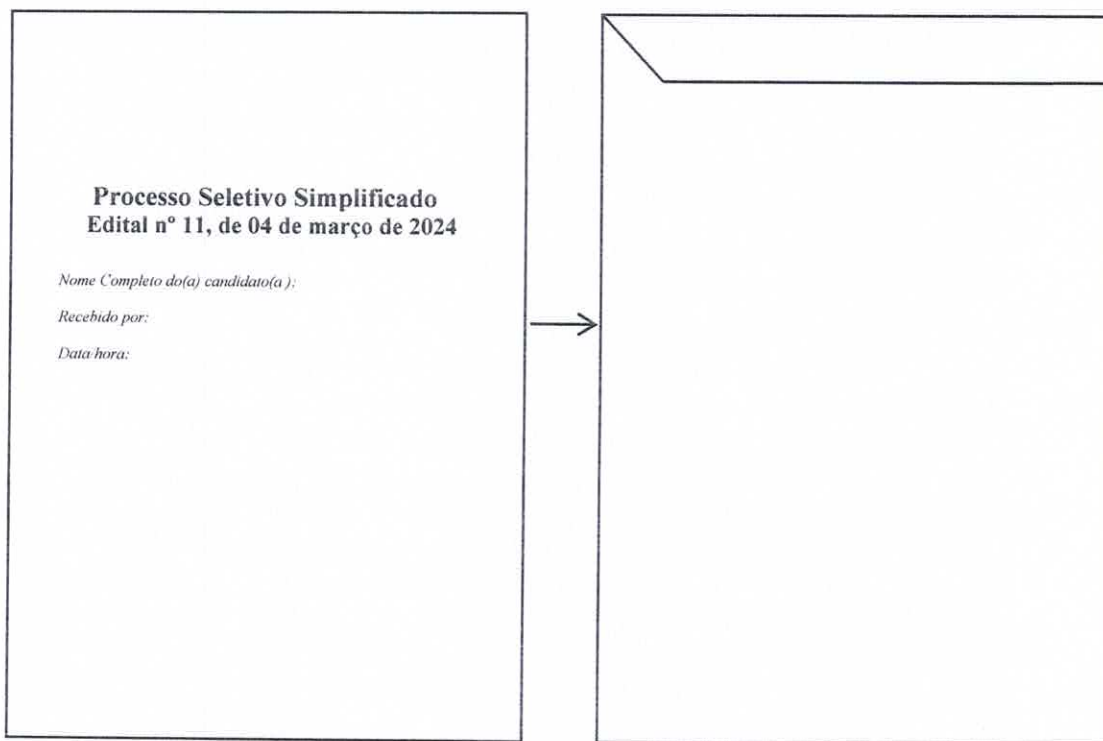 Processo Seletivo Simplificado
Edital nº 11, de 04 de março de 2024
Nome Completo do(a) candidato(a ):
Recebido por:
Data/hora: